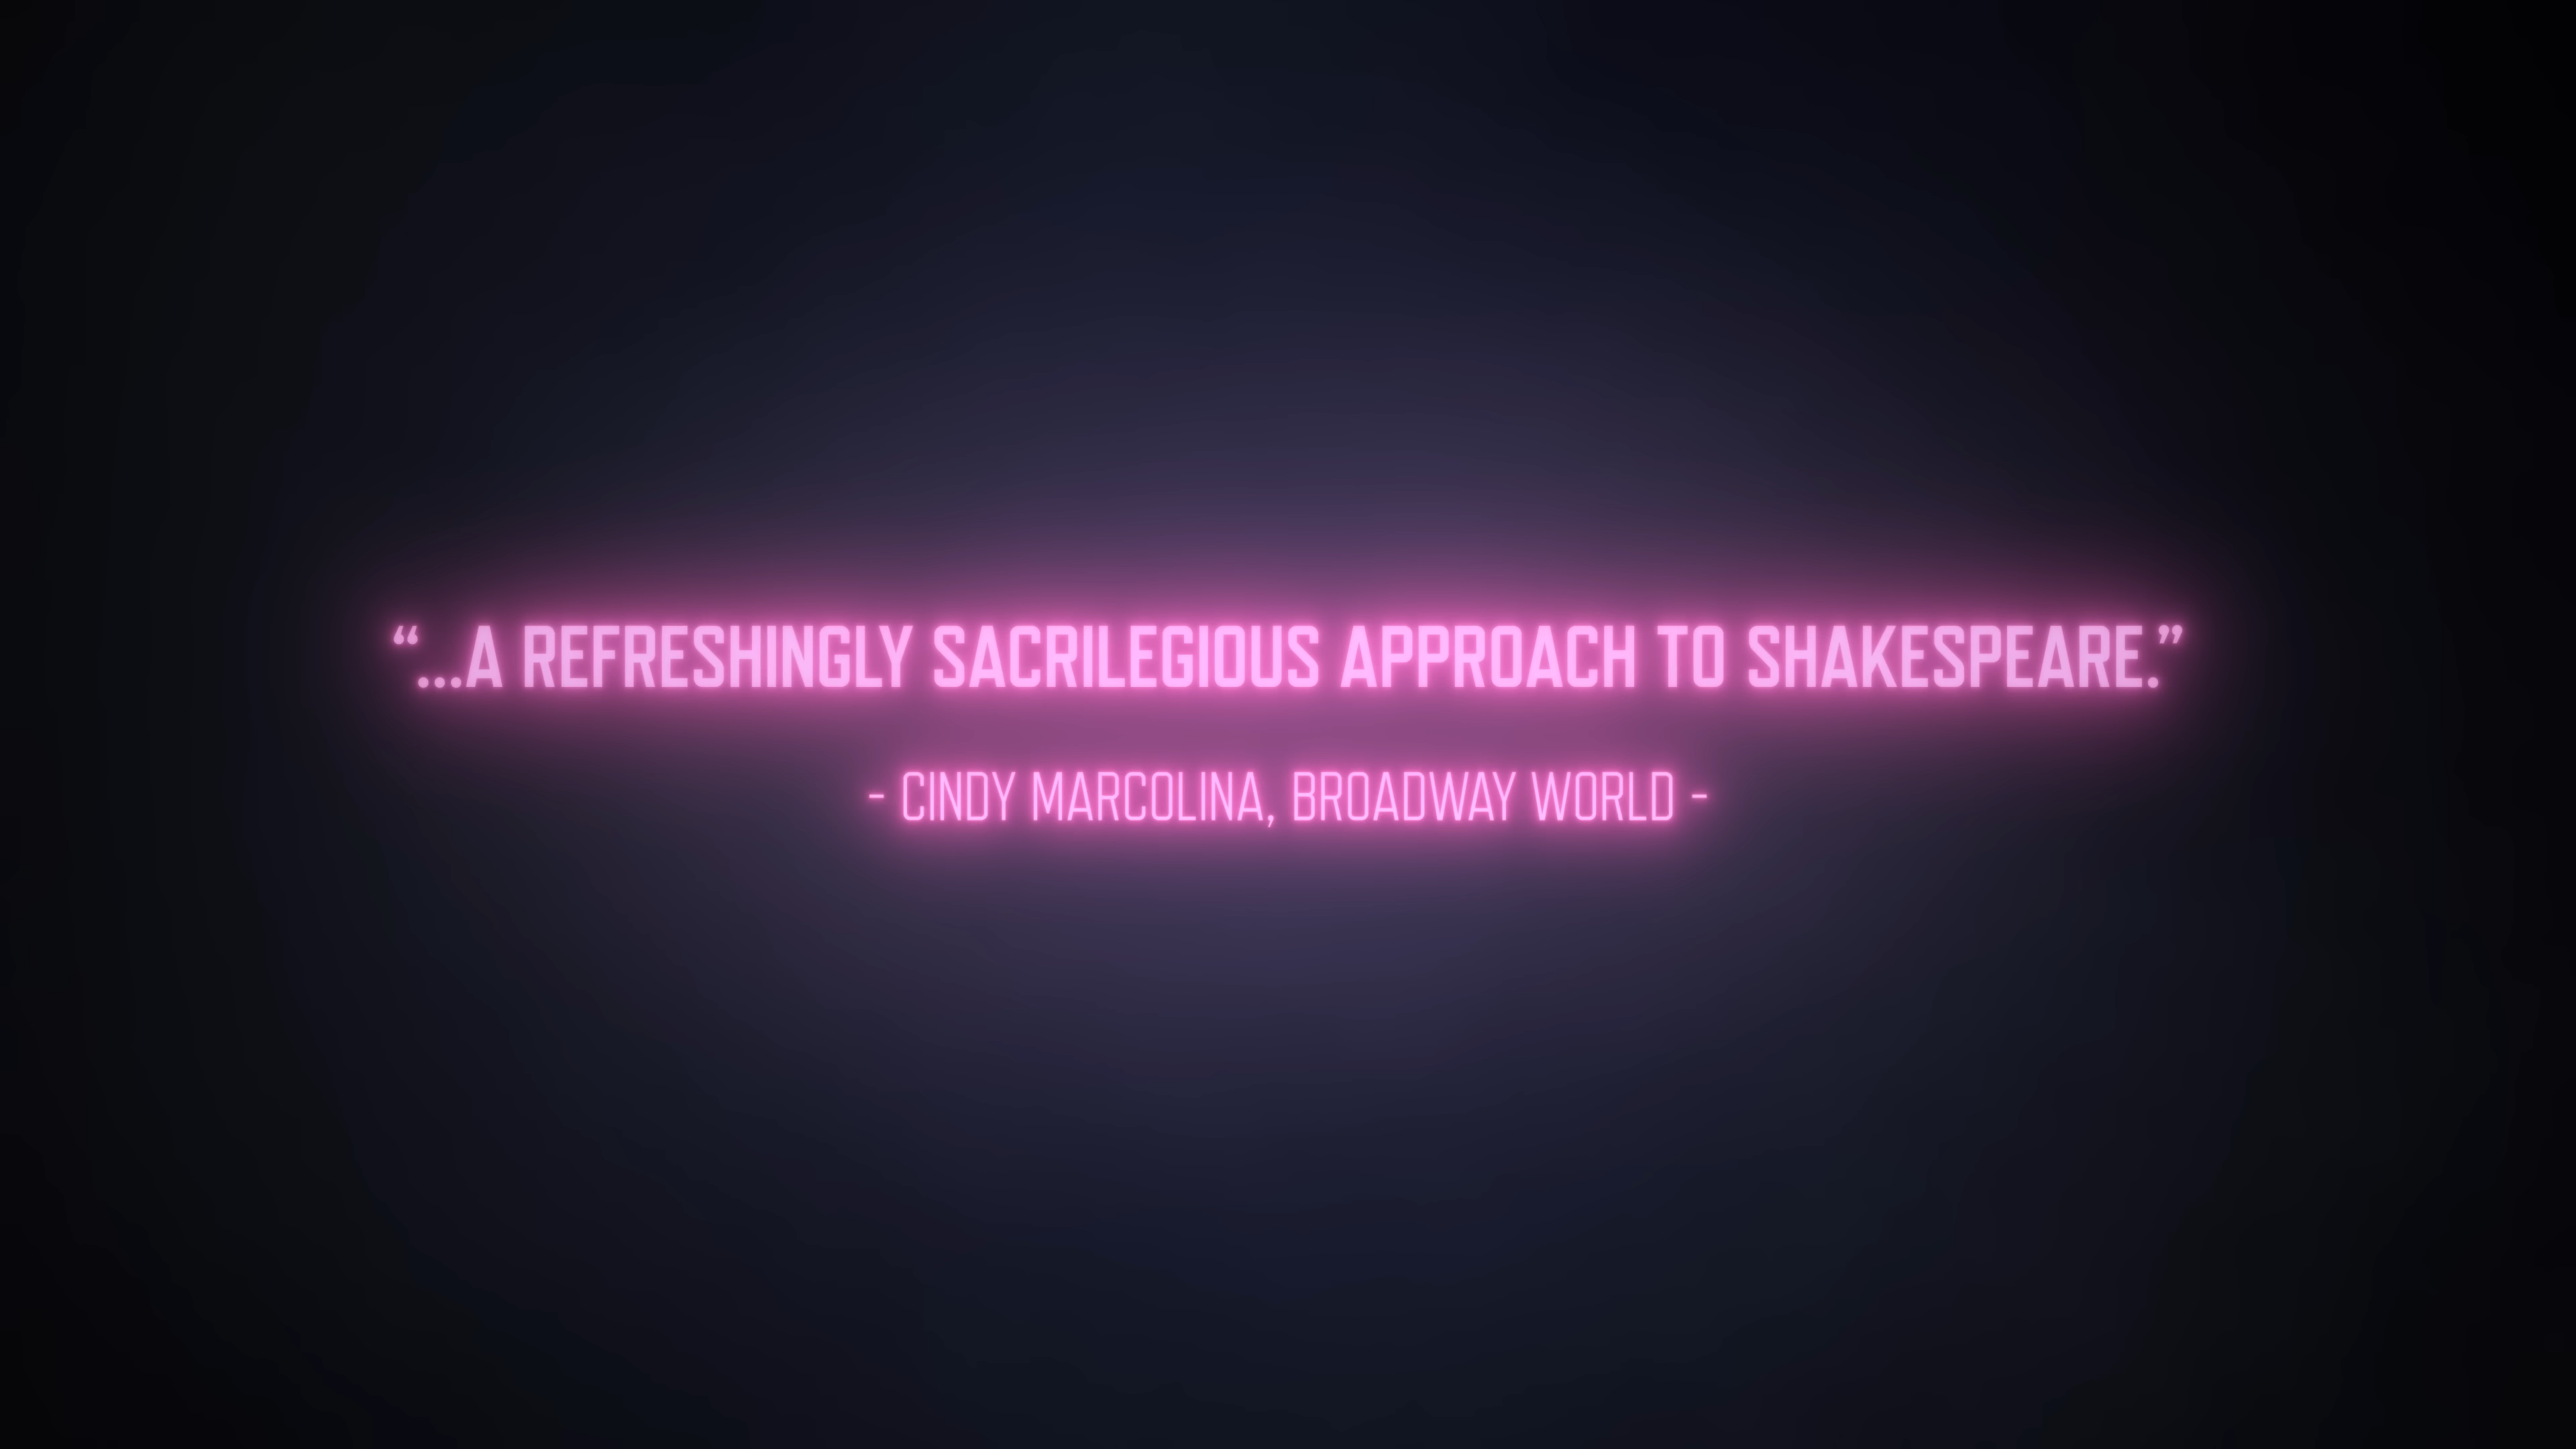 “...A REFRESHINGLY SACRILEGIOUS APPROACH TO SHAKESPEARE.”
- CINDY MARCOLINA, BROADWAY WORLD -